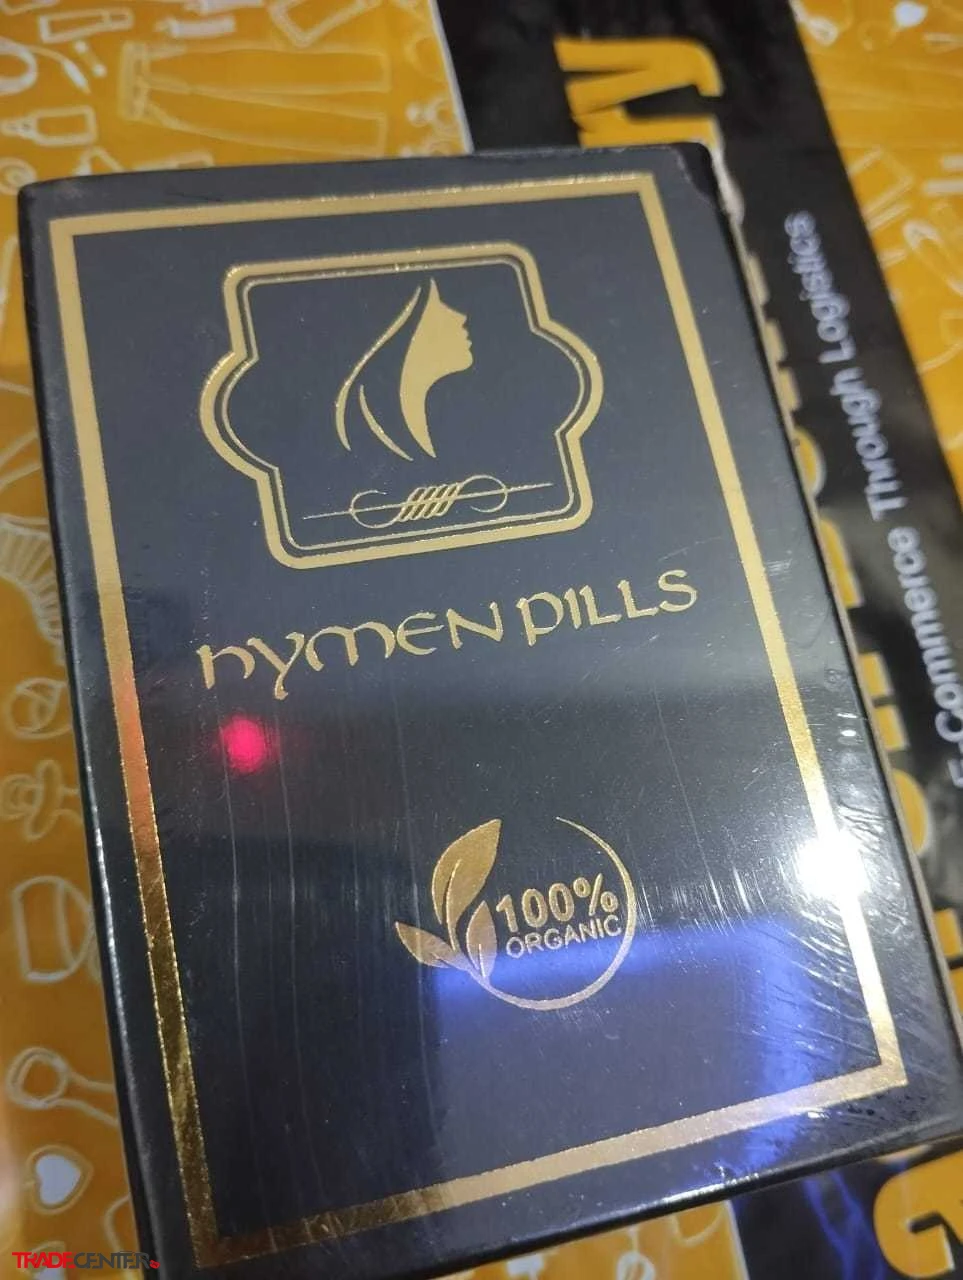 HYMEN PILLS
100%
ORGANIC
E-Commerce Through Logistics
TRADECENTER